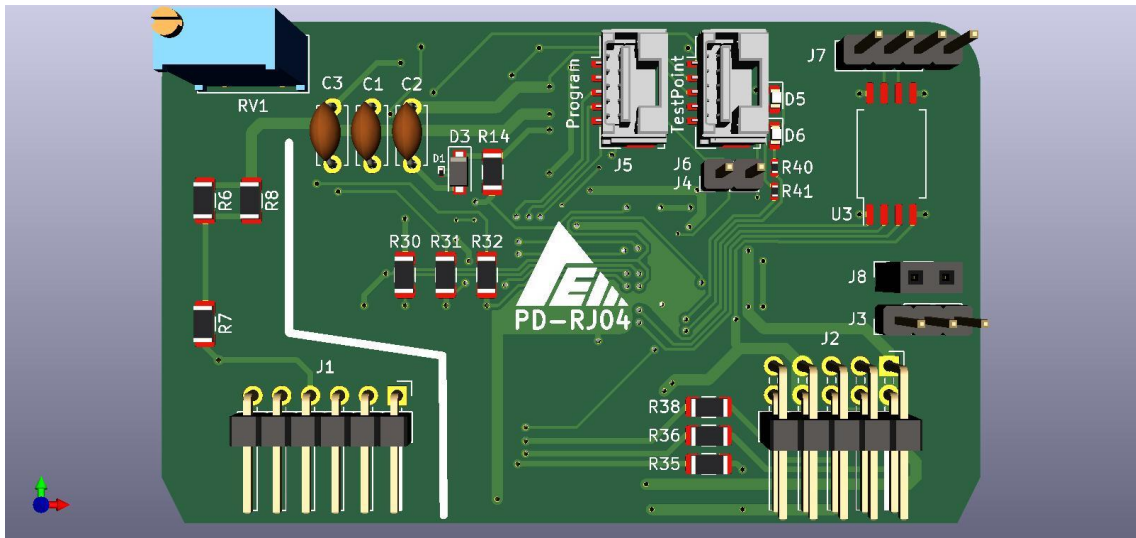 RV1
C3
C1
C2
D3
R14
D1
Program
J5
TestPoint
J6
J4
D5
D6
R40
R41
J7
U3
R6
R8
R7
R30
R31
R32
PEM
PD-RJ04
J8
J3
J2
J1
R38
R36
R35